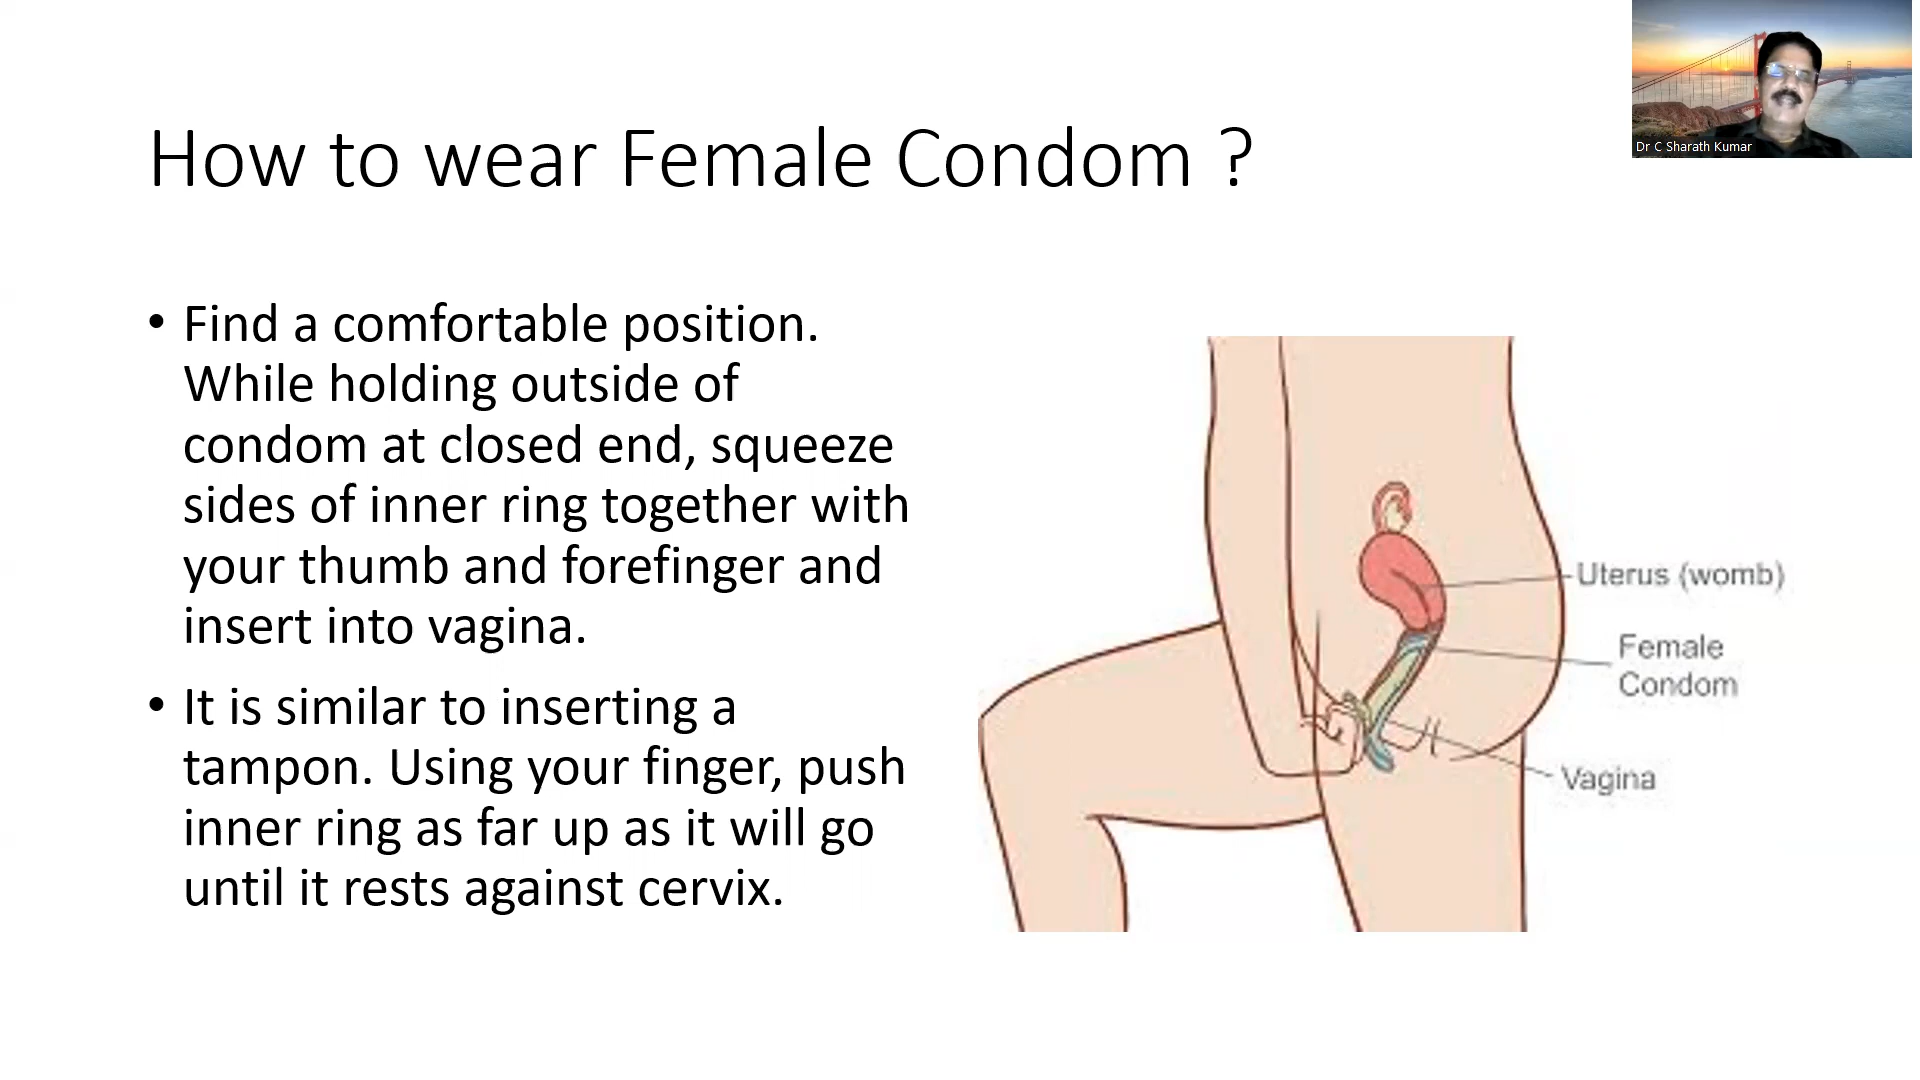 Dr C Sharath Kumar
How to wear Female Condom ?
• Find a comfortable position.
While holding outside of
condom at closed end, squeeze
sides of inner ring together with
your thumb and forefinger and
insert into vagina.
• It is similar to inserting a
tampon. Using your finger, push
inner ring as far up as it will go
until it rests against cervix.
Uterus (womb)
Female
Condom
Vagina